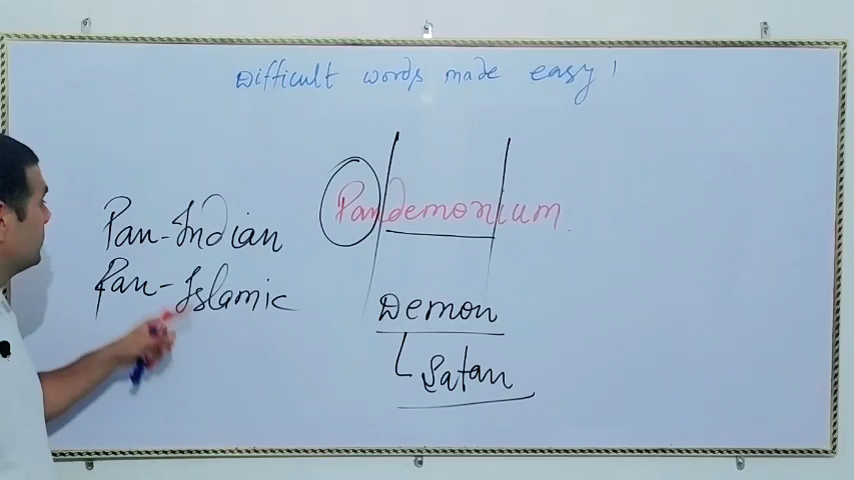 Difficult words made easy!
Pandemonium
Pan-Indian
Pan-Islamic
Demon
Satan